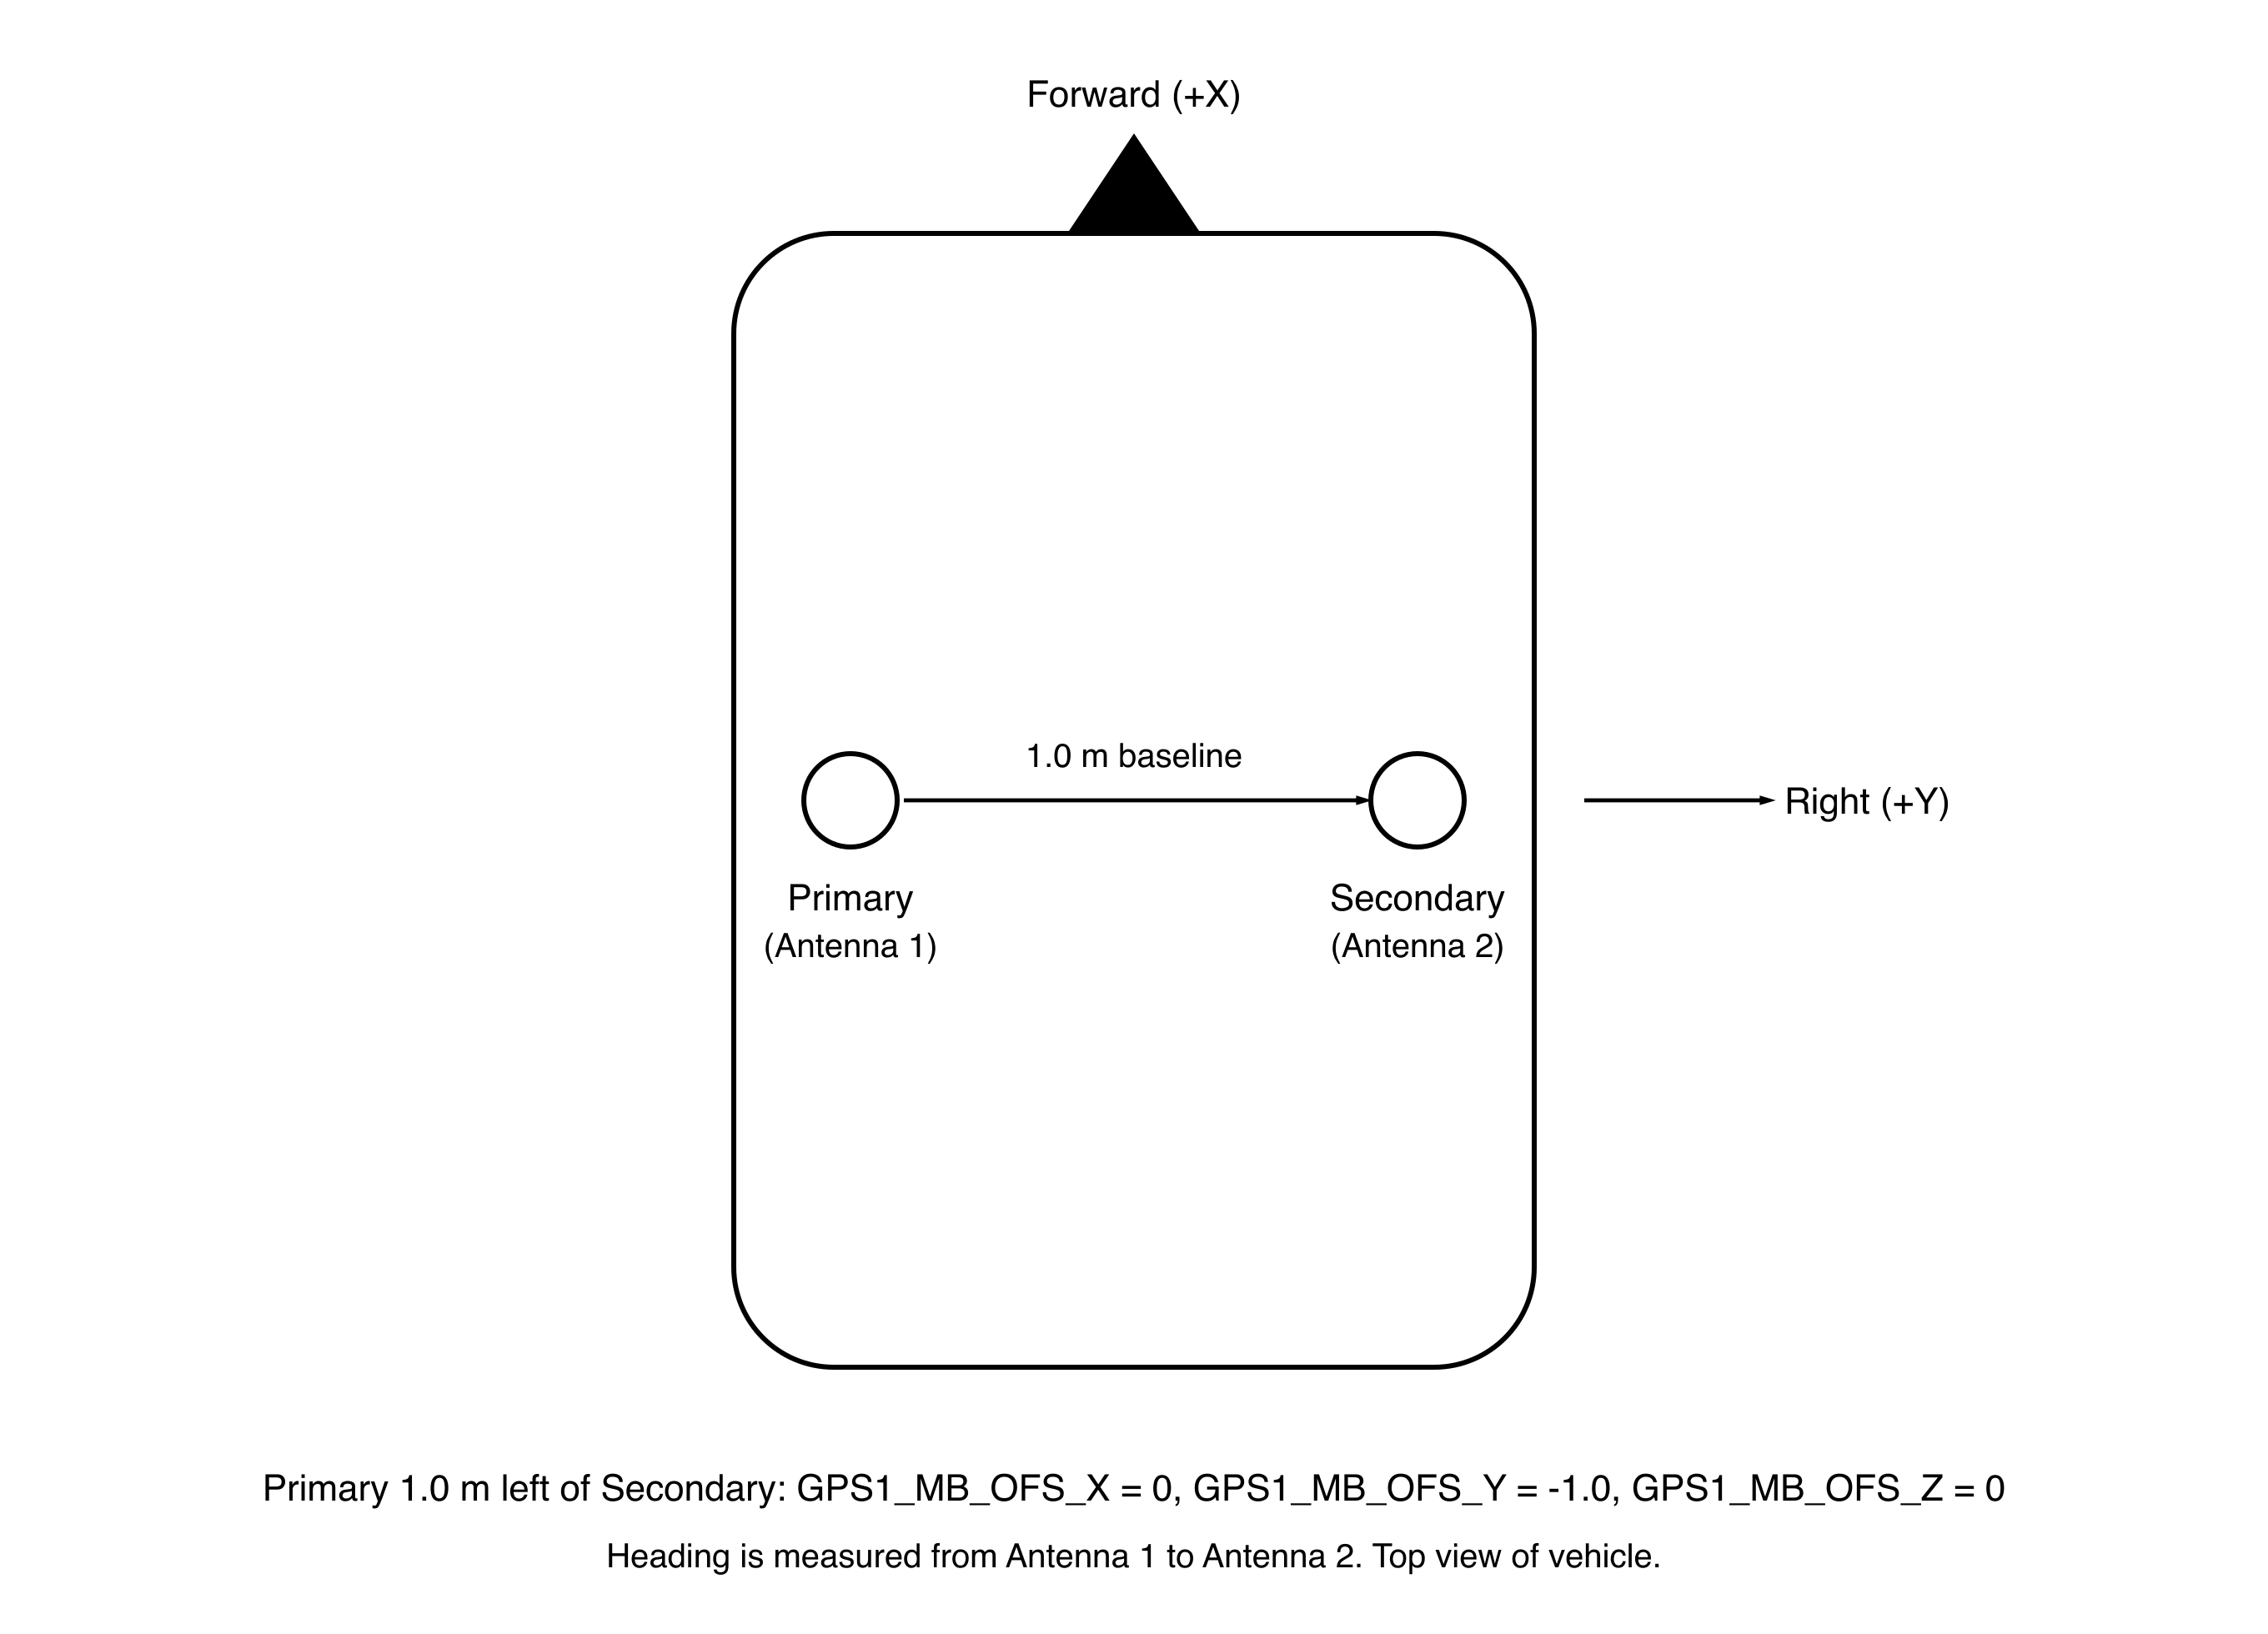 Forward (+X)
1.0 m baseline
Right (+Y)
Primary
(Antenna 1)
Secondary
(Antenna 2)
Primary 1.0 m left of Secondary: GPS1_MB_OFS_X = 0, GPS1_MB_OFS_Y = -1.0, GPS1_MB_OFS_Z = 0
Heading is measured from Antenna 1 to Antenna 2. Top view of vehicle.